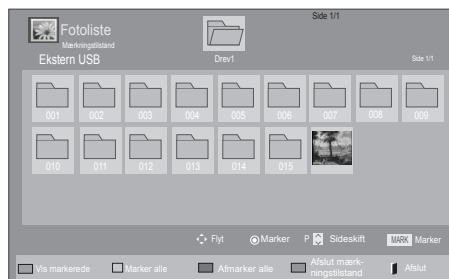 Side 1/1
Fotoliste
Mærkningstilstand
Ekstern USB
Drev1
Side 1/1
001 002 003 004 005 006 007 008 009
010 011 012 013 014 015
Flyt Marker P Sideskift MARK Marker
Vis markerede Marker alle Afmarker alle Afslut mærk-
ningstilstand Afslut